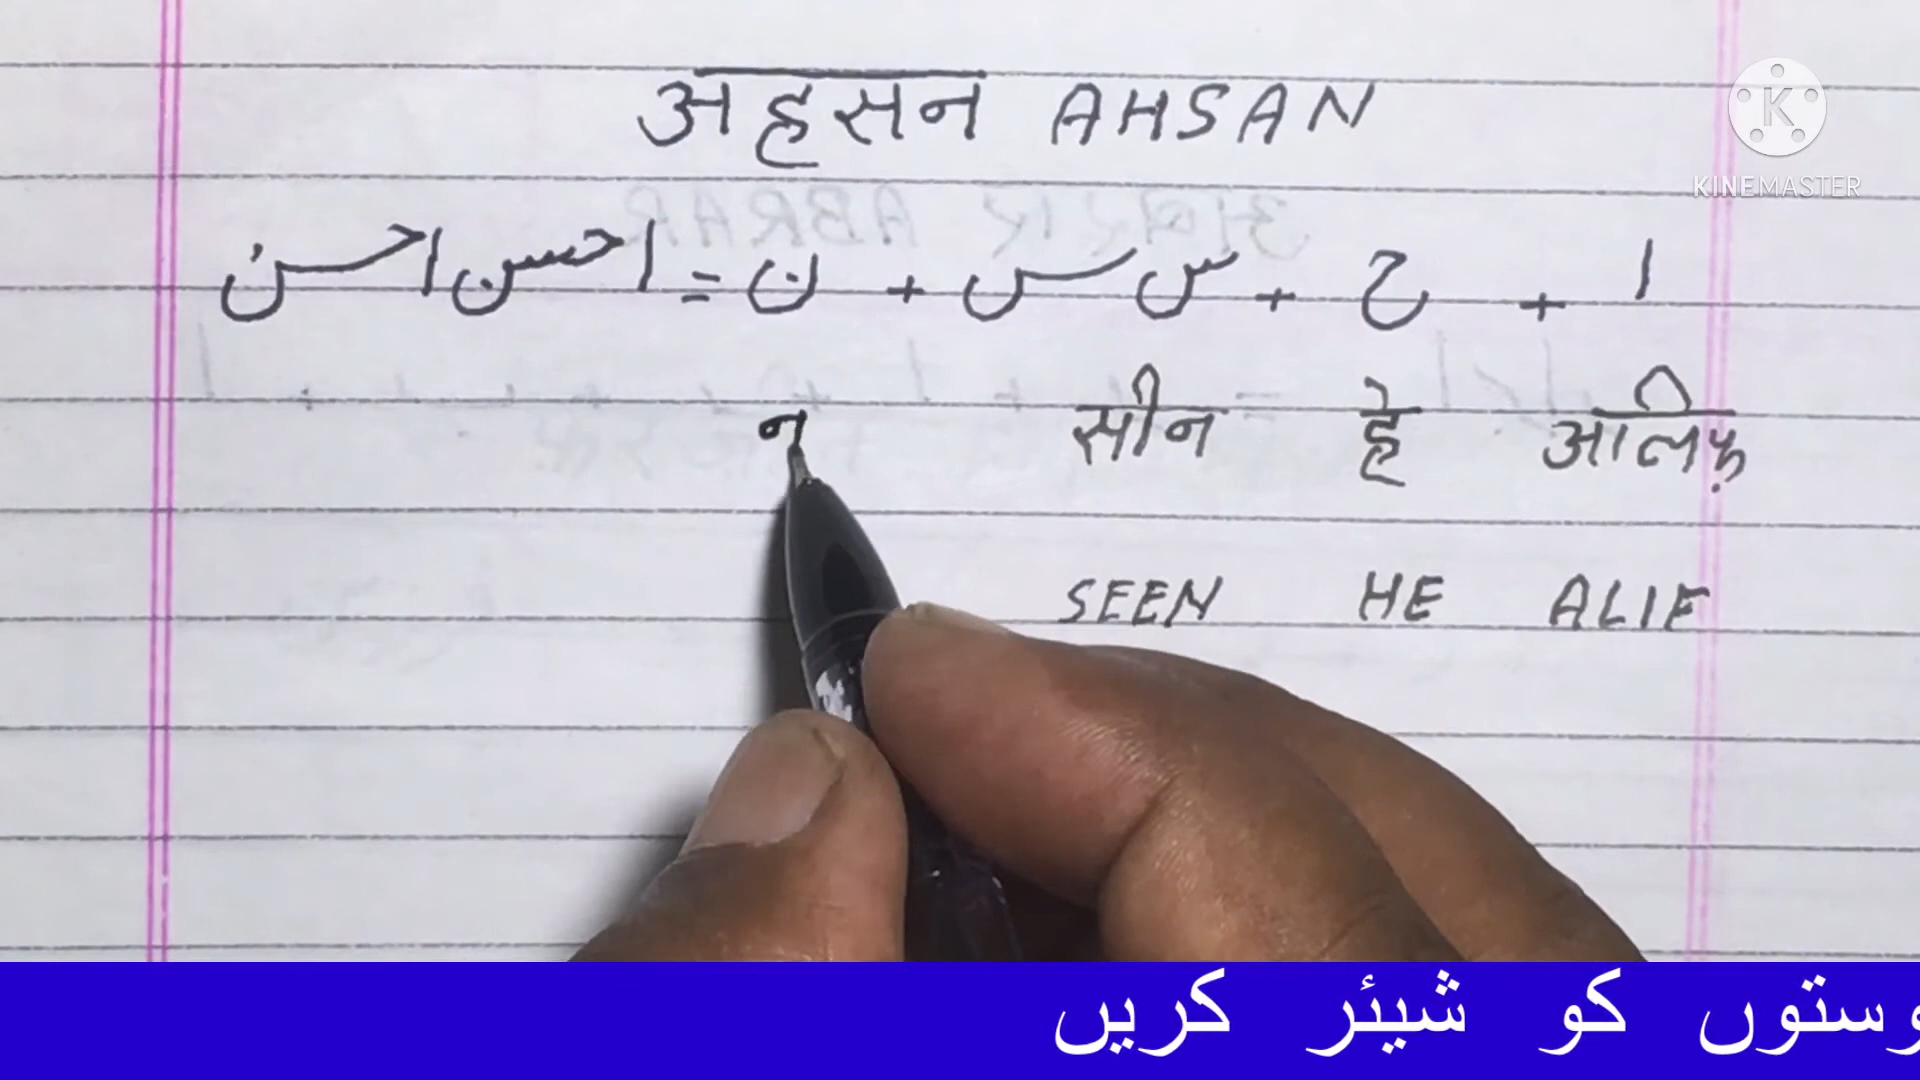 अहसन AHSAN
KINEMASTER
ا + ح + س س + ن = احسن احسن
अलिफ़ हे सीन न
ALIF HE SEEN
وستوں کو شیئر کریں